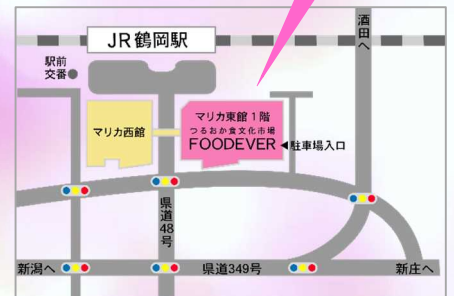 JR鶴岡駅
酒田へ
駅前
交番
マリカ西館
マリカ東館1階
つるおか食文化市場
FOODEVER
駐車場入口
県道48号
新潟へ
県道349号
新庄へ